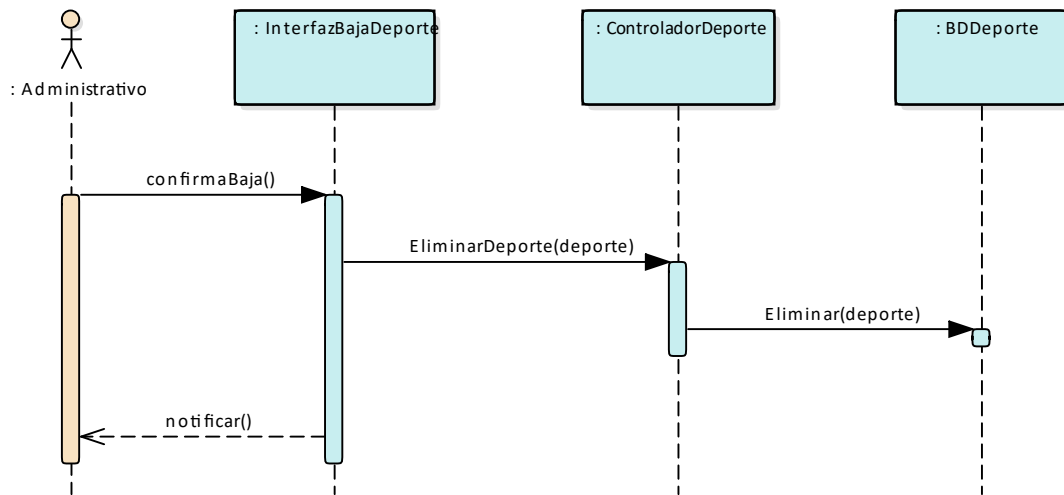 : InterfazBajaDeporte
: ControladorDeporte
: BDDeporte
: Administrativo
confirmaBaja()
EliminarDeporte(deporte)
Eliminar(deporte)
notificar()